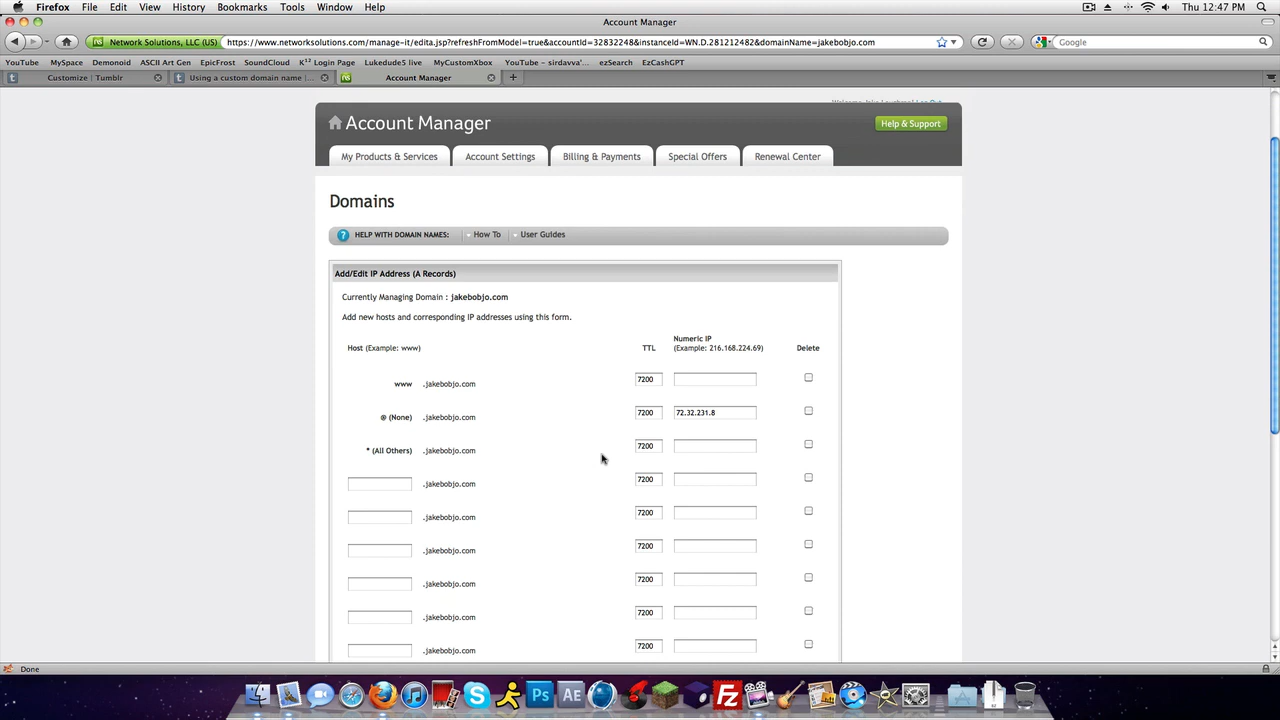 Firefox File Edit View History Bookmarks Tools Window Help Thu 12:47 PM
Account Manager
Network Solutions, LLC (US) https://www.networksolutions.com/manage-it/edita.jsp?refreshFromModel=true&accountId=32832248&instanceId=WN.D.281212482&domainName=jakebobjo.com Google
YouTube MySpace Demonoid ASCII Art Gen EpicFrost SoundCloud K¹² Login Page Lukedude5 live MyCustomXbox YouTube - sirdavva... ezSearch EzCashGPT
Customize | Tumblr Using a custom domain name | ... Account Manager
Account Manager Help & Support
My Products & Services Account Settings Billing & Payments Special Offers Renewal Center
Domains
? HELP WITH DOMAIN NAMES: How To User Guides
Add/Edit IP Address (A Records)
Currently Managing Domain : jakebobjo.com
Add new hosts and corresponding IP addresses using this form.
Numeric IP
Host (Example: www) TTL (Example: 216.168.224.69) Delete
www .jakebobjo.com 7200
@ (None) .jakebobjo.com 7200 72.32.231.8
* (All Others) .jakebobjo.com 7200
.jakebobjo.com 7200
.jakebobjo.com 7200
.jakebobjo.com 7200
.jakebobjo.com 7200
.jakebobjo.com 7200
.jakebobjo.com 7200
Done
Ps Ae Fz